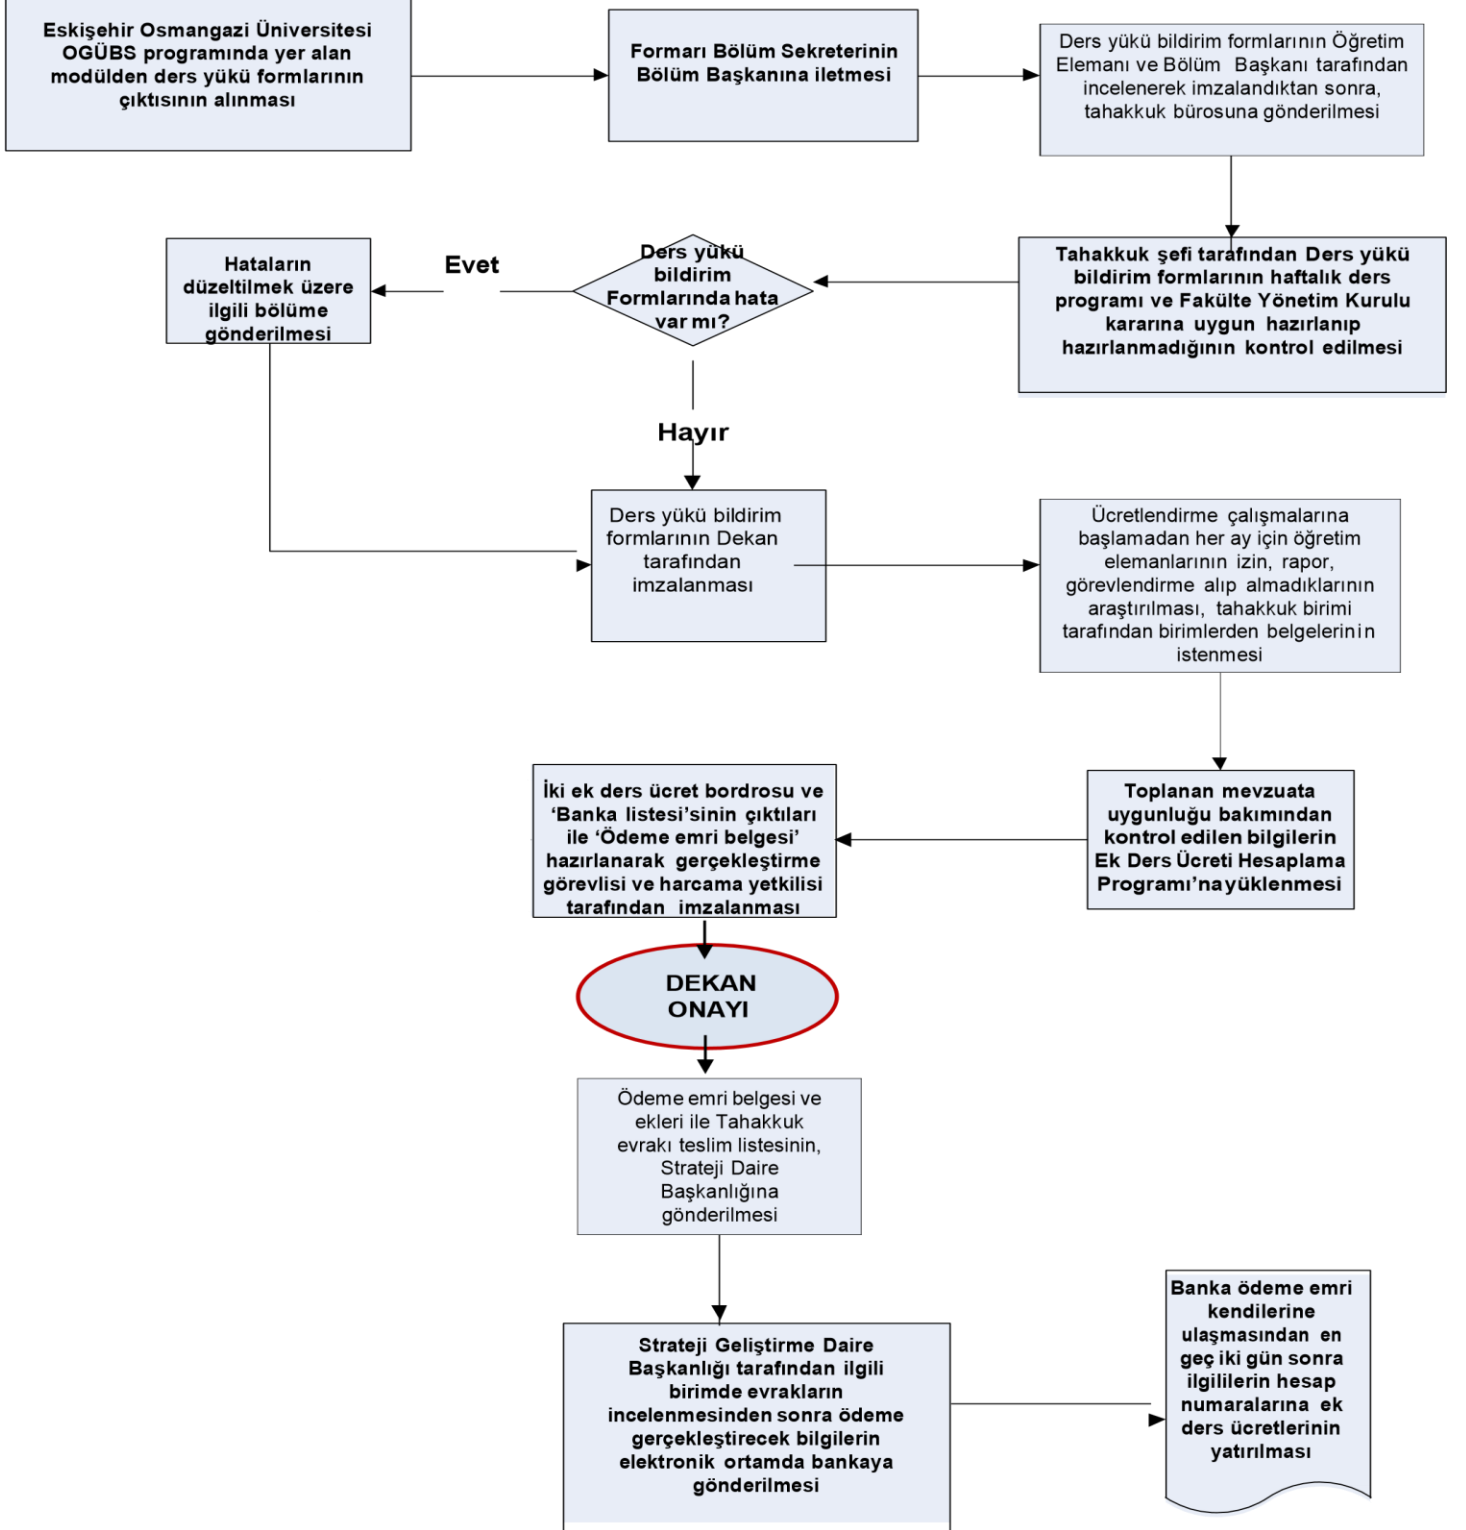 Eskişehir Osmangazi Üniversitesi
OGÜBS programında yer alan
modülden ders yükü formlarının
çıktısının alınması
Formarı Bölüm Sekreterinin
Bölüm Başkanına iletmesi
Ders yükü bildirim formlarının Öğretim
Elemanı ve Bölüm Başkanı tarafından
incelenerek imzalandıktan sonra,
tahakkuk bürosuna gönderilmesi
Hataların
düzeltilmek üzere
ilgili bölüme
gönderilmesi
Evet
Ders yükü
bildirim
Formlarında hata
var mı?
Tahakkuk şefi tarafından Ders yükü
bildirim formlarının haftalık ders
programı ve Fakülte Yönetim Kurulu
kararına uygun hazırlanıp
hazırlanmadığının kontrol edilmesi
Hayır
Ders yükü bildirim
formlarının Dekan
tarafından
imzalanması
Ücretlendirme çalışmalarına
başlamadan her ay için öğretim
elemanlarının izin, rapor,
görevlendirme alıp almadıklarının
araştırılması, tahakkuk birimi
tarafından birimlerden belgelerinin
istenmesi
İki ek ders ücret bordrosu ve
‘Banka listesi’sinin çıktıları
ile ‘Ödeme emri belgesi’
hazırlanarak gerçekleştirme
görevlisi ve harcama yetkilisi
tarafından imzalanması
Toplanan mevzuata
uygunluğu bakımından
kontrol edilen bilgilerin
Ek Ders Ücreti Hesaplama
Programı’na yüklenmesi
DEKAN
ONAYI
Ödeme emri belgesi ve
ekleri ile Tahakkuk
evrakı teslim listesinin,
Strateji Daire
Başkanlığına
gönderilmesi
Strateji Geliştirme Daire
Başkanlığı tarafından ilgili
birimde evrakların
incelenmesinden sonra ödeme
gerçekleştirecek bilgilerin
elektronik ortamda bankaya
gönderilmesi
Banka ödeme emri
kendilerine
ulaşmasından en
geç iki gün sonra
ilgililerin hesap
numaralarına ek
ders ücretlerinin
yatırılması